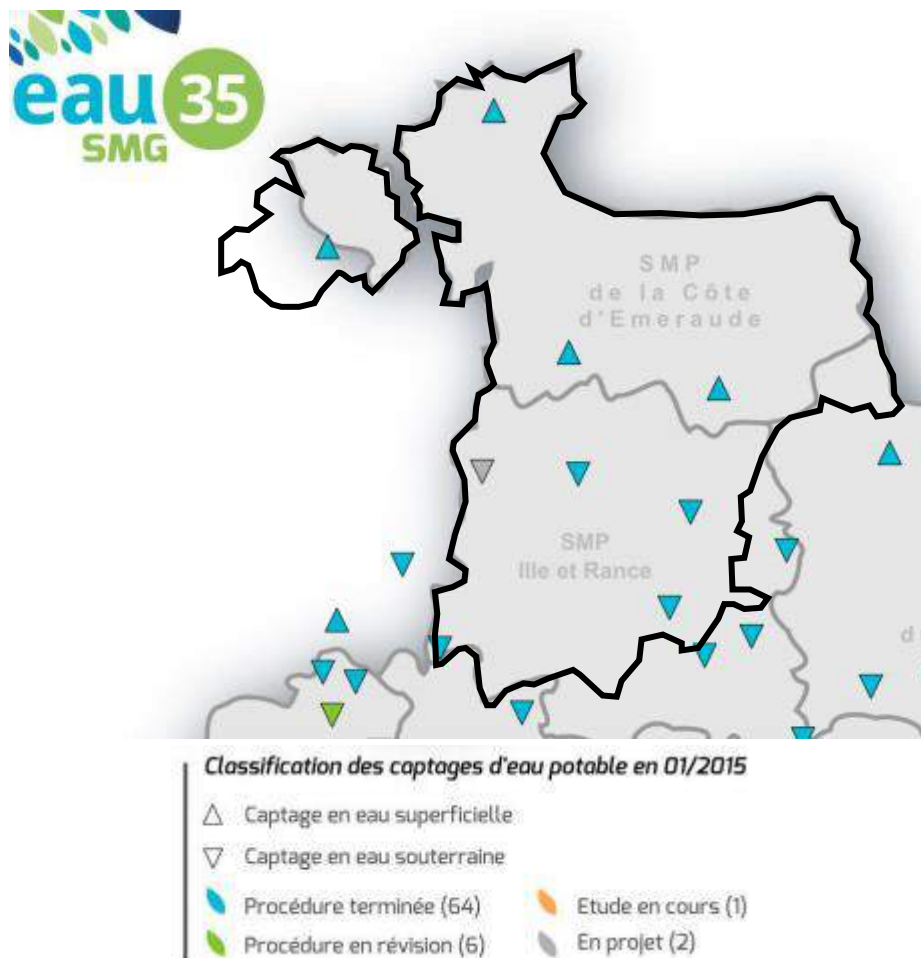 eau 35
SMG
SMP
de la Côte
d'Emeraude
SMP
Ille et Rance
d
Classification des captages d'eau potable en 01/2015
Captage en eau superficielle
Captage en eau souterraine
Procédure terminée (64)
Etude en cours (1)
Procédure en révision (6)
En projet (2)